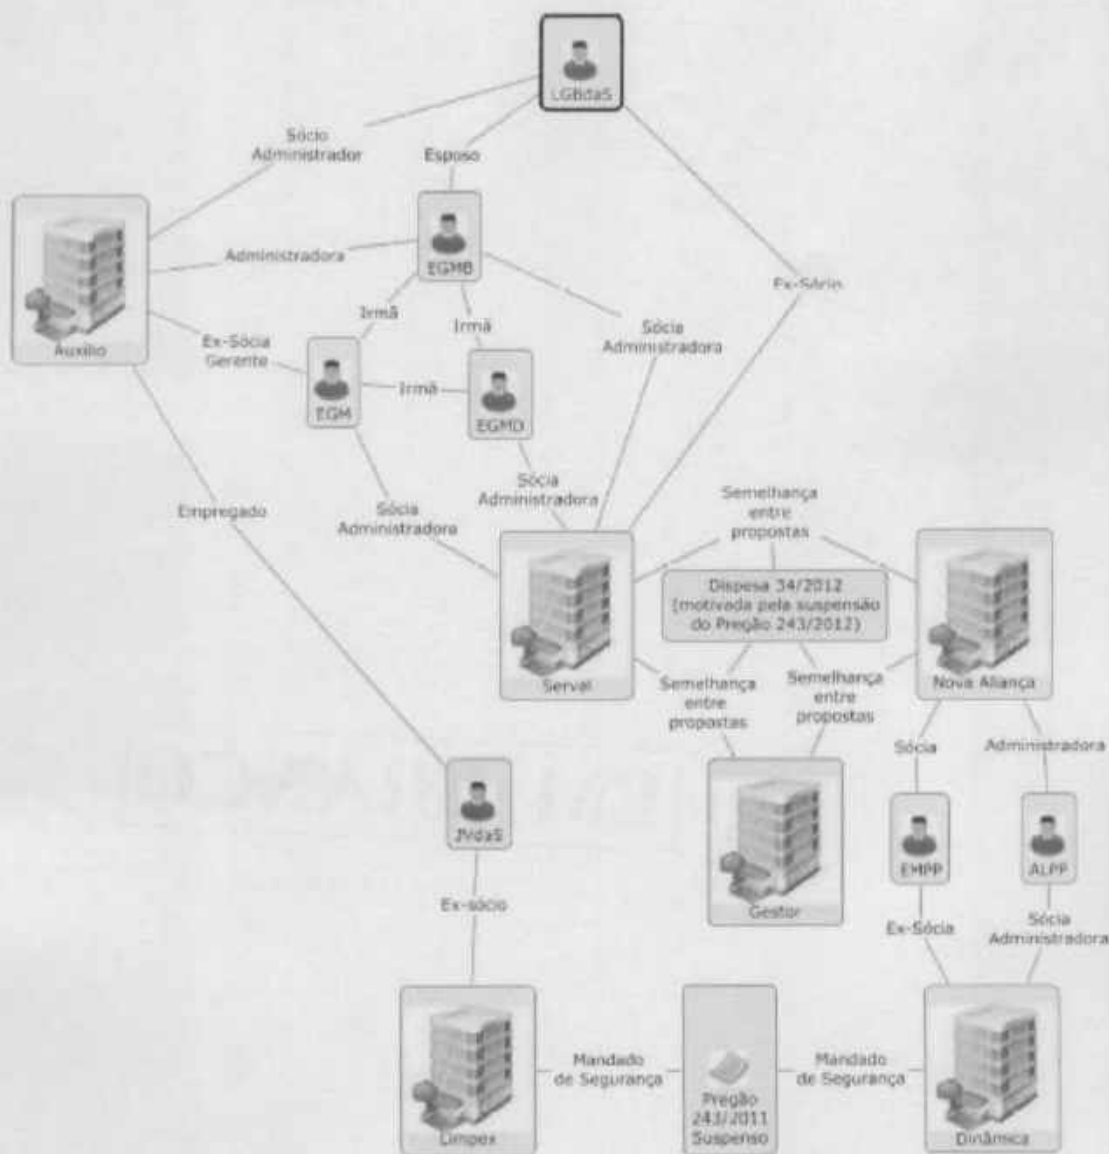 LGBdaS
Sócio
Administrador
Esposo
Administradora
EGMB
Ex-Sócio
Irmã
Irmã
Sócia
Administradora
Auxílio
Ex-Sócia
Gerente
Irmã
EGM
EGMD
Sócia
Administradora
Empregado
Sócia
Administradora
Semelhança
entre
propostas
Dispesa 34/2012
(motivada pela suspensão
do Pregão 243/2012)
Serval
Semelhança
entre
propostas
Semelhança
entre
propostas
Nova Aliança
Sócia
Administradora
JVdaS
EMPP
ALPP
Gestor
Ex-sócio
Ex-Sócia
Sócia
Administradora
Mandado
de Segurança
Mandado
de Segurança
Pregão
243/2011
Suspenso
Limpex
Dinâmica